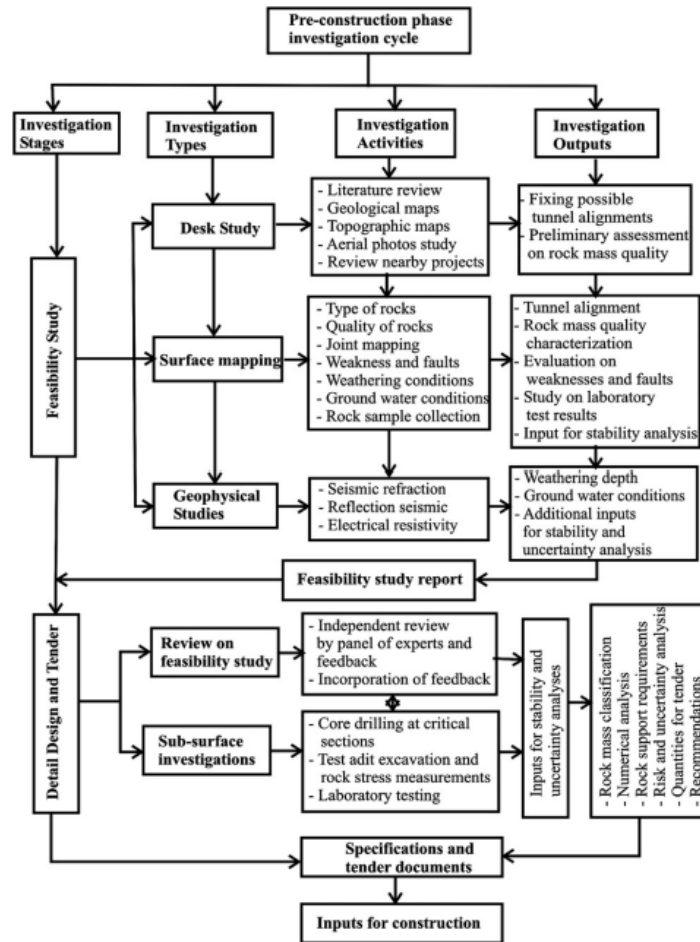 Pre-construction phase
investigation cycle
Investigation
Stages
Investigation
Types
Investigation
Activities
Investigation
Outputs
Feasibility Study
Desk Study
- Literature review
- Geological maps
- Topographic maps
- Aerial photos study
- Review nearby projects
- Fixing possible
tunnel alignments
- Preliminary assessment
on rock mass quality
Surface mapping
- Type of rocks
- Quality of rocks
- Joint mapping
- Weakness and faults
- Weathering conditions
- Ground water conditions
- Rock sample collection
- Tunnel alignment
- Rock mass quality
characterization
- Evaluation on
weaknesses and faults
- Study on laboratory
test results
- Input for stability analysis
Geophysical
Studies
- Seismic refraction
- Reflection seismic
- Electrical resistivity
- Weathering depth
- Ground water conditions
- Additional inputs
for stability and
uncertainty analysis
Feasibility study report
Detail Design and Tender
Review on
feasibility study
- Independent review
by panel of experts and
feedback
- Incorporation of feedback
Sub-surface
investigations
- Core drilling at critical
sections
- Test adit excavation and
rock stress measurements
- Laboratory testing
Inputs for stability and
uncertainty analyses
- Rock mass classification
- Numerical analysis
- Rock support requirements
- Risk and uncertainty analysis
- Quantities for tender
- Recommendations
Specifications and
tender documents
Inputs for construction